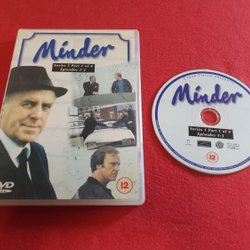 Minder
Series 1 Part 1 of 4
Episodes 1-3
12
DVD
Minder
Series 1 Part 1 of 4
Episodes 1-3
12